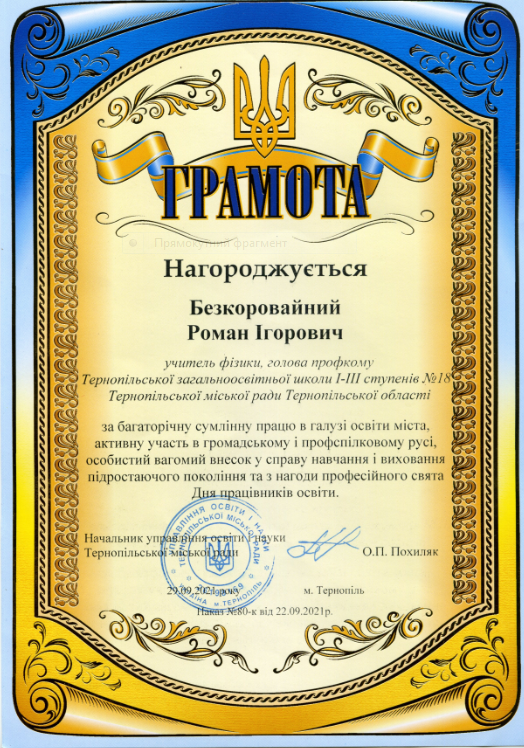 ГРАМОТА
Прямокутний фрагмент
Нагороджується
Безкоровайний
Роман Ігорович
учитель фізики, голова профкому
Тернопільської загальноосвітньої школи І-ІІІ ступенів №18
Тернопільської міської ради Тернопільської області
за багаторічну сумлінну працю в галузі освіти міста,
активну участь в громадському і профспілковому русі,
особистий вагомий внесок у справу навчання і виховання
підростаючого покоління та з нагоди професійного свята
Дня працівників освіти.
Начальник управління освіти і науки
Тернопільської міської ради
О.П. Похиляк
УПРАВЛІННЯ ОСВІТИ І НАУКИ
ТЕРНОПІЛЬСЬКОЇ МІСЬКОЇ РАДИ
УКРАЇНА м.ТЕРНОПІЛЬ
29.09.2021 року
м. Тернопіль
Наказ №80-к від 22.09.2021р.